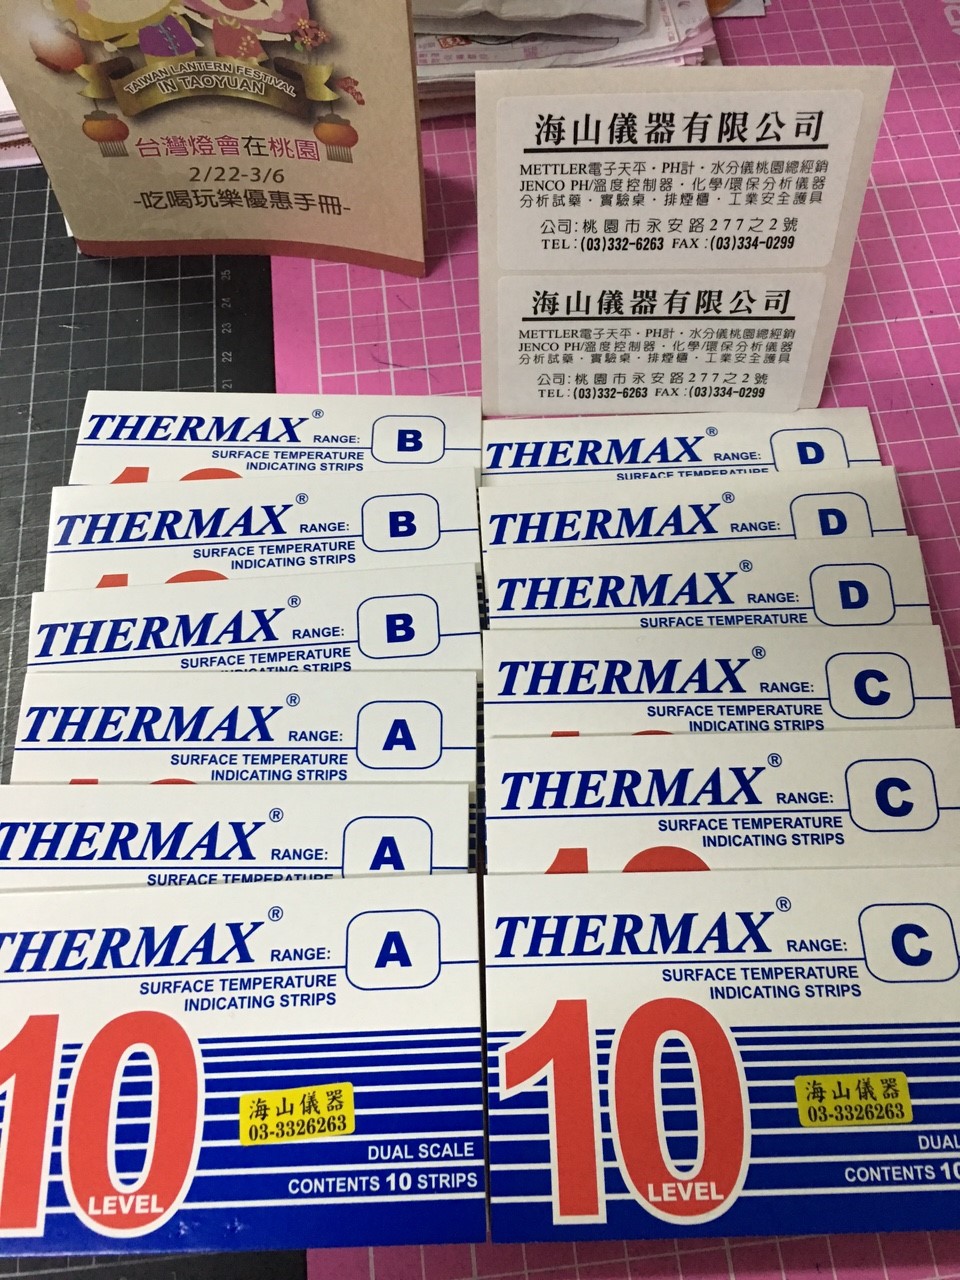 TAIWAN LANTERN FESTIVAL
IN TAOYUAN
台灣燈會在桃園
2/22-3/6
-吃喝玩樂優惠手冊-
海山儀器有限公司
METTLER電子天平·PH計·水分儀桃園總經銷
JENCO PH/溫度控制器·化學/環保分析儀器
分析試藥·實驗桌·排煙櫃·工業安全護具
公司:桃園市永安路277之2號
TEL:(03)332-6263 FAX:(03)334-0299
海山儀器有限公司
METTLER電子天平·PH計·水分儀桃園總經銷
JENCO PH/溫度控制器·化學/環保分析儀器
分析試藥·實驗桌·排煙櫃·工業安全護具
公司:桃園市永安路277之2號
TEL:(03)332-6263 FAX:(03)334-0299
25
24
23
22
21
THERMAX® RANGE: B
SURFACE TEMPERATURE
INDICATING STRIPS
THERMAX® RANGE: B
SURFACE TEMPERATURE
INDICATING STRIPS
THERMAX® RANGE: B
SURFACE TEMPERATURE
INDICATING STRIPS
THERMAX® RANGE: A
SURFACE TEMPERATURE
INDICATING STRIPS
THERMAX® RANGE: A
SURFACE TEMPERATURE
THERMAX® RANGE: A
SURFACE TEMPERATURE
INDICATING STRIPS
10
LEVEL
海山儀器
03-3326263
DUAL SCALE
CONTENTS 10 STRIPS
THERMAX® RANGE: D
SURFACE TEMPERATURE
THERMAX® RANGE: D
THERMAX® RANGE: D
SURFACE TEMPERATURE
THERMAX® RANGE: C
SURFACE TEMPERATURE
INDICATING STRIPS
THERMAX® RANGE: C
SURFACE TEMPERATURE
INDICATING STRIPS
THERMAX® RANGE: C
SURFACE TEMPERATURE
INDICATING STRIPS
10
LEVEL
海山儀器
03-3326263
DUAL
CONTENTS 10